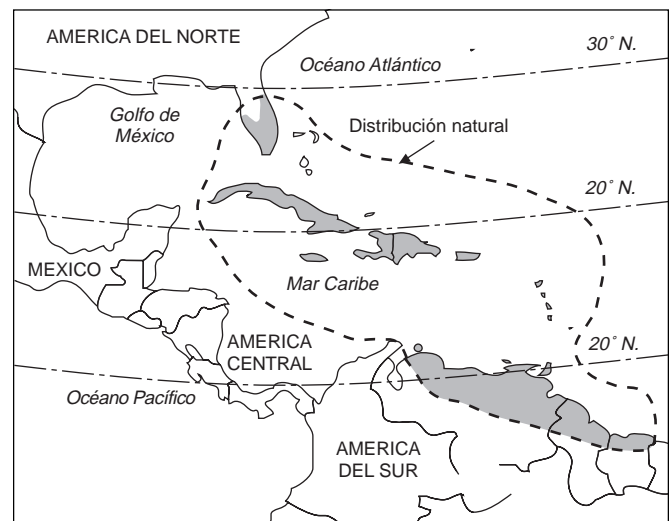 AMERICA DEL NORTE
30° N.
Océano Atlántico
Golfo de
México
Distribución natural
20° N.
MEXICO
Mar Caribe
AMERICA
CENTRAL
20° N.
Océano Pacífico
AMERICA
DEL SUR